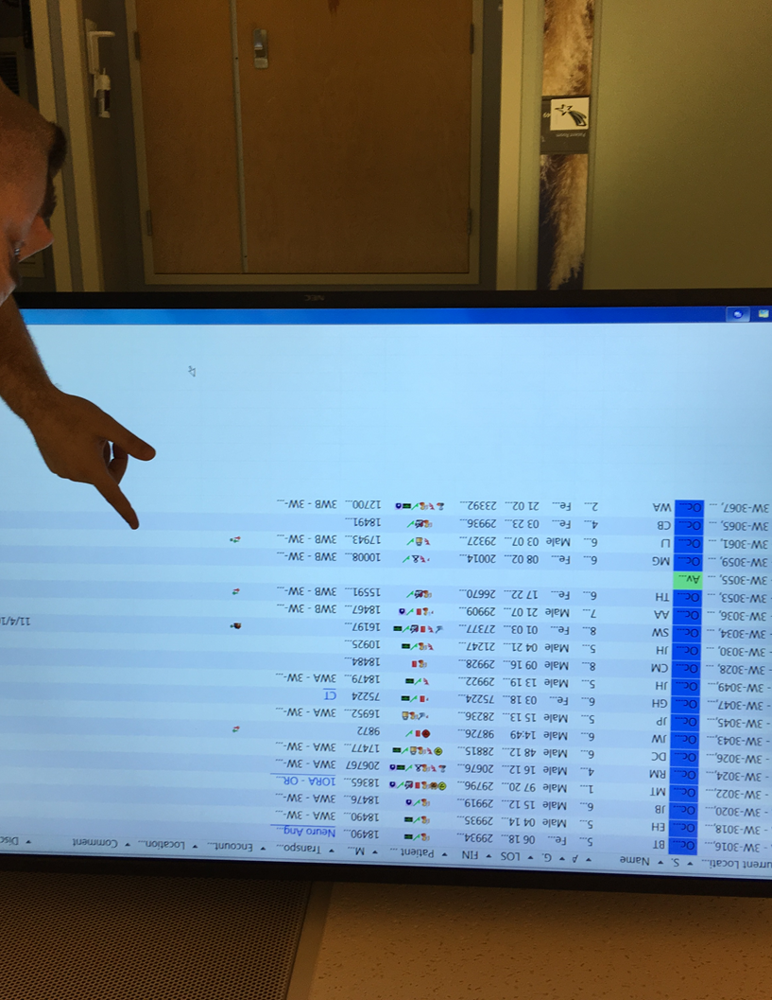 urrent Locati... S. Name A G. LOS FIN Patient ... M... Transpo... Encount... Location... Comment
- 3W-3016, ... Oc... BT 5... Fe... 06 18... 29934... 18490... Neuro Ang...
- 3W-3018, ... Oc... EH 5... Male 04 14... 29935... 18490... 3WA - 3W-...
- 3W-3020, ... Oc... JB 6... Male 15 12... 29919... 18476... 3WA - 3W-...
- 3W-3022, ... Oc... MT 1... Male 97 20... 29796... 18365... 1ORA - OR...
- 3W-3024, ... Oc... RM 4... Male 16 12... 20676... 206767 3WA - 3W-...
- 3W-3026, ... Oc... DC 6... Male 48 12... 28815... 17477... 3WA - 3W-...
- 3W-3043, ... Oc... JW 6... Male 14:49 98726... 9872
- 3W-3045, ... Oc... JP 5... Male 15 13... 28236... 16952... 3WA - 3W-...
- 3W-3047, ... Oc... GH 6... Fe... 03 18... 75224... 75224 CT
- 3W-3049, ... Oc... JH 5... Male 13 19... 29922... 18479... 3WA - 3W-...
- 3W-3028, ... Oc... CM 8... Male 09 16... 29928... 18484...
- 3W-3030, ... Oc... JH 5... Male 04 21... 21247... 10925...
- 3W-3034, ... Oc... SW 8... Fe... 01 03... 27377... 16197...
- 3W-3036, ... Oc... AA 7... Male 21 07... 29909... 18467... 3WB - 3W-...
- 3W-3053, ... Oc... TH 6... Fe... 17 22... 26670... 15591... 3WB - 3W-...
- 3W-3055, ... Av...
3W-3059, ... Oc... MG 6... Fe... 08 02... 20014... 10008... 3WB - 3W-...
3W-3061, ... Oc... LI 6... Male 03 07... 29327... 17943... 3WB - 3W-...
3W-3065, ... Oc... CB 4... Fe... 03 23... 29936... 18491...
3W-3067, ... Oc... WA 2... Fe... 21 02... 23392... 12700... 3WB - 3W-...
NEC